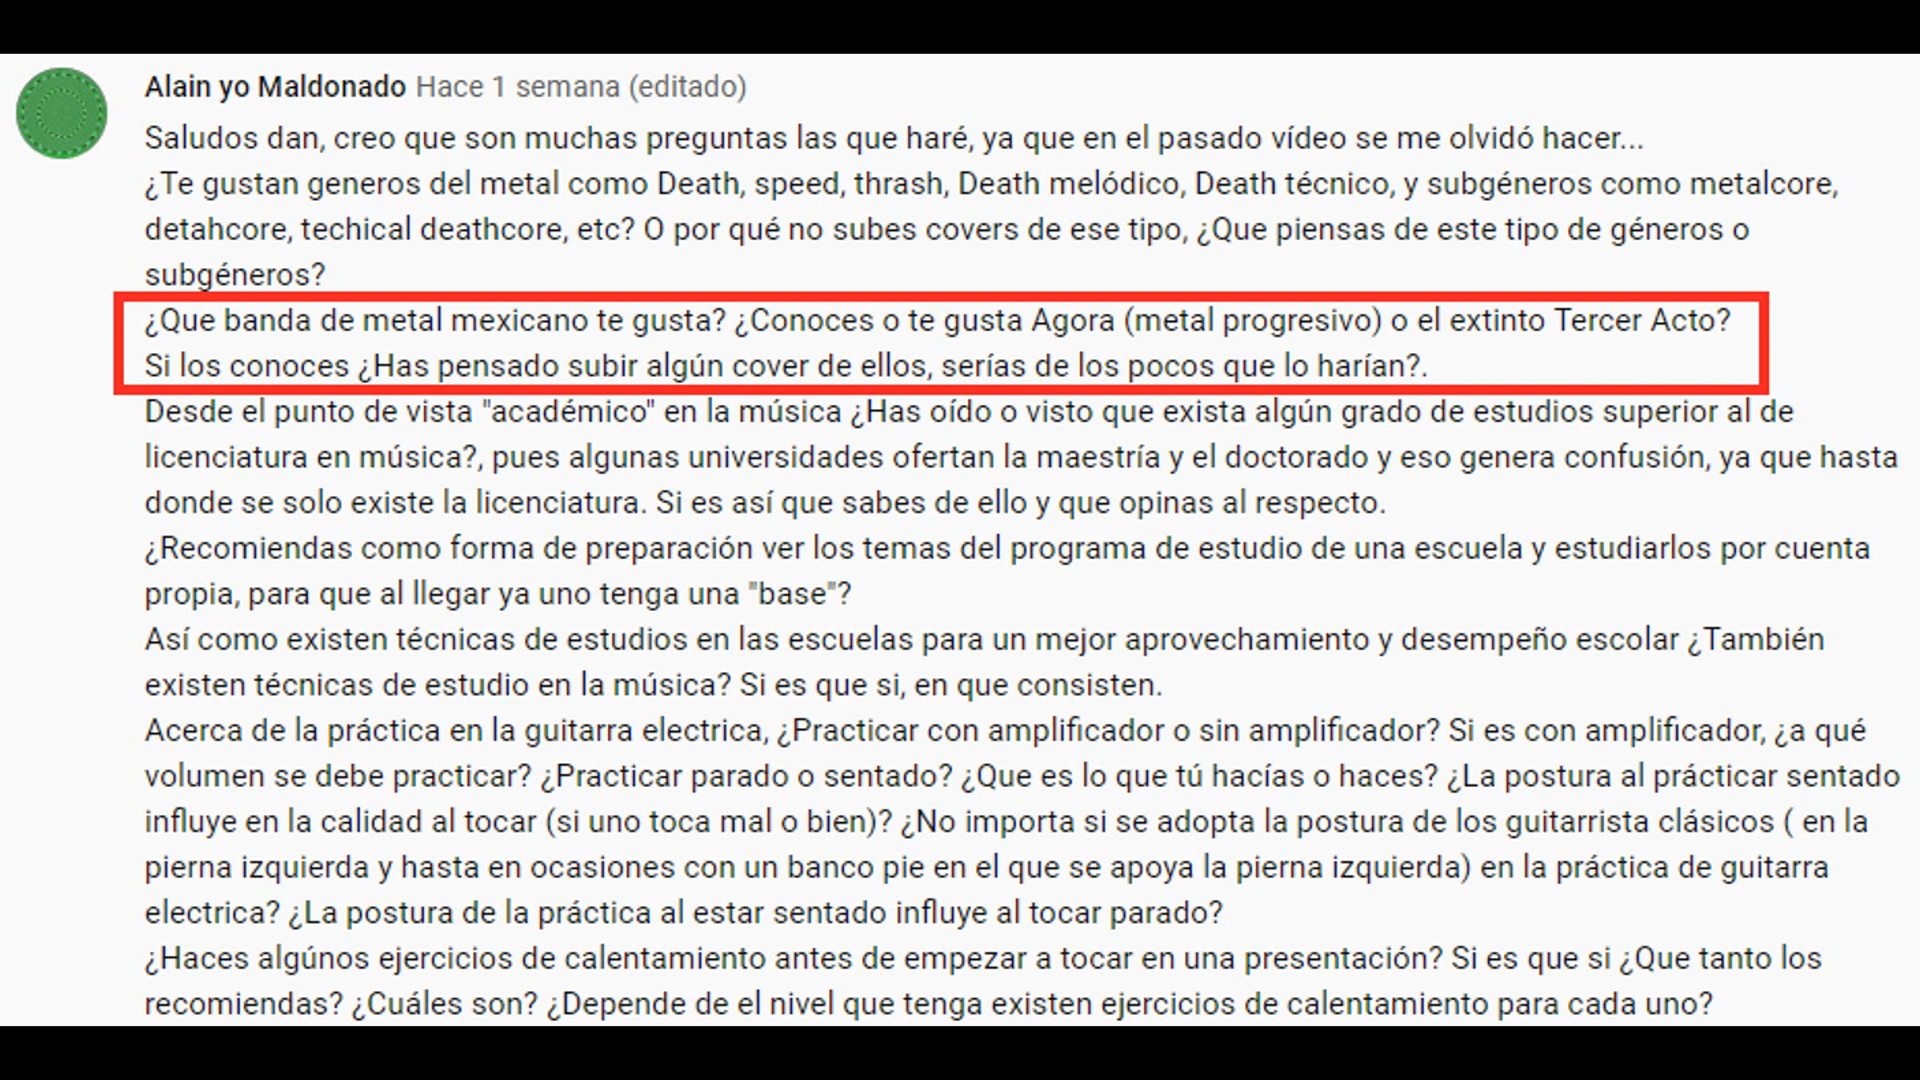 Alain yo Maldonado Hace 1 semana (editado)
Saludos dan, creo que son muchas preguntas las que haré, ya que en el pasado vídeo se me olvidó hacer...
¿Te gustan generos del metal como Death, speed, thrash, Death melódico, Death técnico, y subgéneros como metalcore,
detahcore, techical deathcore, etc? O por qué no subes covers de ese tipo, ¿Que piensas de este tipo de géneros o
subgéneros?
¿Que banda de metal mexicano te gusta? ¿Conoces o te gusta Agora (metal progresivo) o el extinto Tercer Acto?
Si los conoces ¿Has pensado subir algún cover de ellos, serías de los pocos que lo harían?.
Desde el punto de vista "académico" en la música ¿Has oído o visto que exista algún grado de estudios superior al de
licenciatura en música?, pues algunas universidades ofertan la maestría y el doctorado y eso genera confusión, ya que hasta
donde se solo existe la licenciatura. Si es así que sabes de ello y que opinas al respecto.
¿Recomiendas como forma de preparación ver los temas del programa de estudio de una escuela y estudiarlos por cuenta
propia, para que al llegar ya uno tenga una "base"?
Así como existen técnicas de estudios en las escuelas para un mejor aprovechamiento y desempeño escolar ¿También
existen técnicas de estudio en la música? Si es que si, en que consisten.
Acerca de la práctica en la guitarra electrica, ¿Practicar con amplificador o sin amplificador? Si es con amplificador, ¿a qué
volumen se debe practicar? ¿Practicar parado o sentado? ¿Que es lo que tú hacías o haces? ¿La postura al prácticar sentado
influye en la calidad al tocar (si uno toca mal o bien)? ¿No importa si se adopta la postura de los guitarrista clásicos ( en la
pierna izquierda y hasta en ocasiones con un banco pie en el que se apoya la pierna izquierda) en la práctica de guitarra
electrica? ¿La postura de la práctica al estar sentado influye al tocar parado?
¿Haces algúnos ejercicios de calentamiento antes de empezar a tocar en una presentación? Si es que si ¿Que tanto los
recomiendas? ¿Cuáles son? ¿Depende de el nivel que tenga existen ejercicios de calentamiento para cada uno?